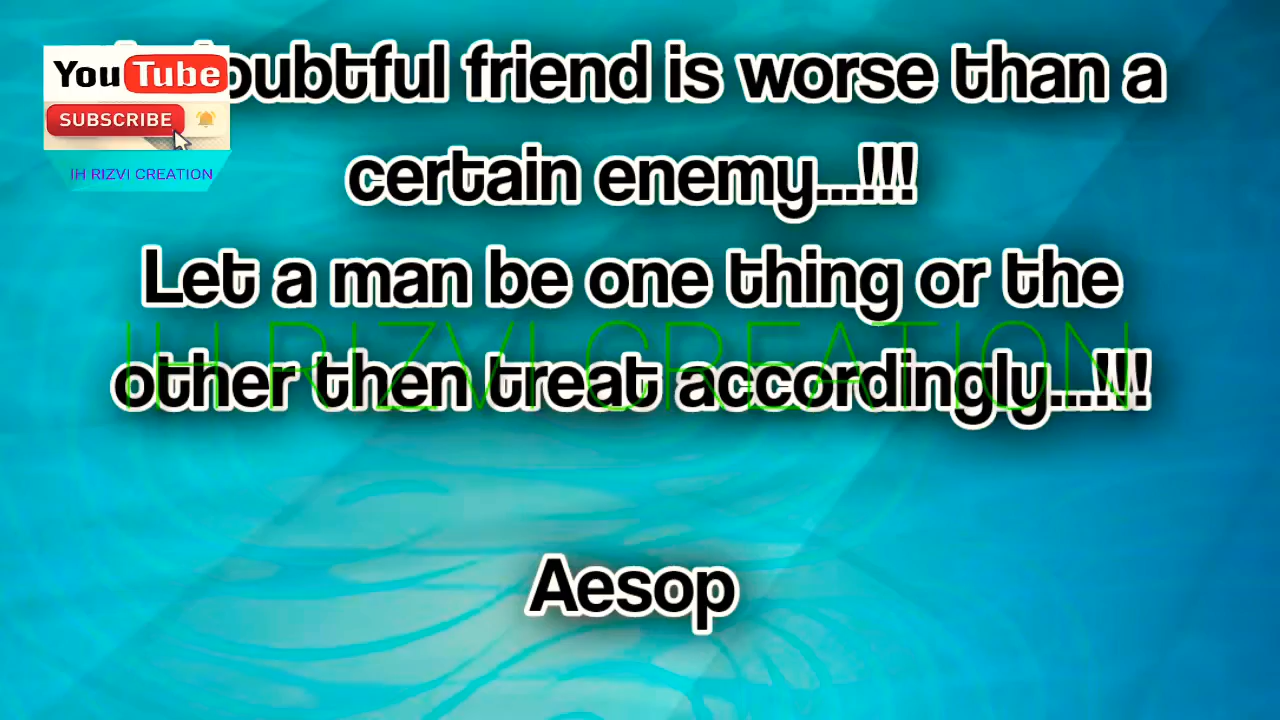 YouTube
SUBSCRIBE
IH RIZVI CREATION
doubtful friend is worse than a
certain enemy...!!!
Let a man be one thing or the
IH RIZVI CREATION
other then treat accordingly...!!!
Aesop